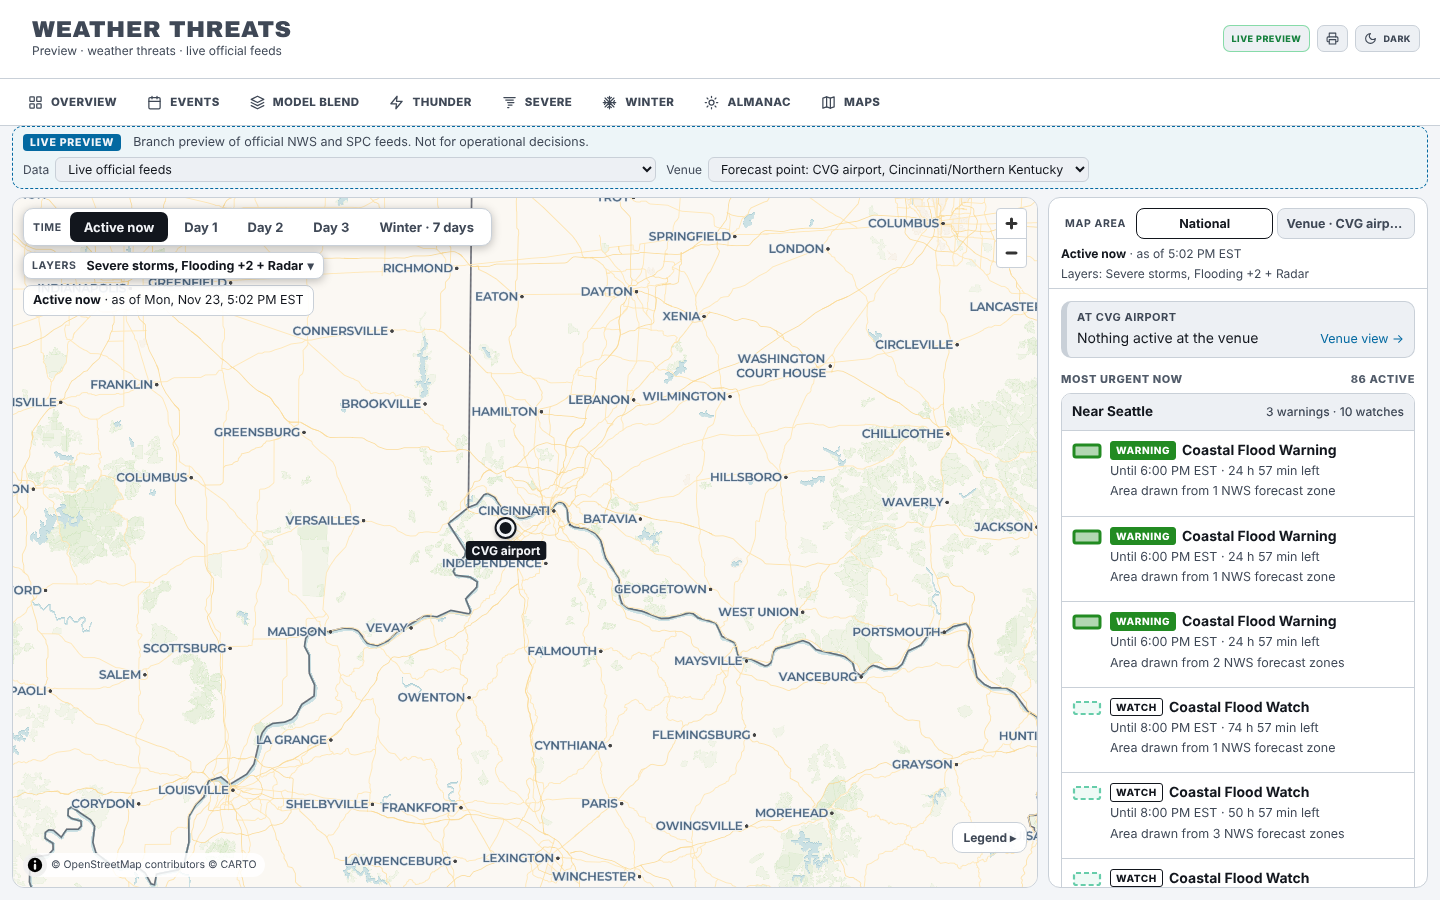 WEATHER THREATS
Preview · weather threats · live official feeds
LIVE PREVIEW
DARK
OVERVIEW
EVENTS
MODEL BLEND
THUNDER
SEVERE
WINTER
ALMANAC
MAPS
LIVE PREVIEW Branch preview of official NWS and SPC feeds. Not for operational decisions.
Data Live official feeds Venue Forecast point: CVG airport, Cincinnati/Northern Kentucky
TIME Active now Day 1 Day 2 Day 3 Winter · 7 days
LAYERS Severe storms, Flooding +2 + Radar ▾
Active now · as of Mon, Nov 23, 5:02 PM EST
+
−
TROY
COLUMBUS
SPRINGFIELD
LONDON
RICHMOND
INDIANAPOLIS
GREENFIELD
EATON
DAYTON
XENIA
LANCASTER
CONNERSVILLE
CIRCLEVILLE
WASHINGTON
COURT HOUSE
FRANKLIN
SVILLE
BROOKVILLE
HAMILTON
LEBANON
WILMINGTON
GREENSBURG
CHILLICOTHE
COLUMBUS
HILLSBORO
ON
WAVERLY
VERSAILLES
CINCINNATI
BATAVIA
JACKSON
CVG airport
INDEPENDENCE
ORD
GEORGETOWN
WEST UNION
MADISON
VEVAY
PORTSMOUTH
SCOTTSBURG
FALMOUTH
MAYSVILLE
SALEM
VANCEBURG
PAOLI
OWENTON
LA GRANGE
CYNTHIANA
FLEMINGSBURG
HUNTI
GRAYSON
LOUISVILLE
CORYDON
SHELBYVILLE
FRANKFORT
PARIS
MOREHEAD
OWINGSVILLE
SA
LAWRENCEBURG
LEXINGTON
WINCHESTER
Legend ▸
© OpenStreetMap contributors © CARTO
MAP AREA National Venue · CVG airp...
Active now · as of 5:02 PM EST
Layers: Severe storms, Flooding +2 + Radar
AT CVG AIRPORT
Nothing active at the venue Venue view →
MOST URGENT NOW 86 ACTIVE
Near Seattle 3 warnings · 10 watches
WARNING Coastal Flood Warning
Until 6:00 PM EST · 24 h 57 min left
Area drawn from 1 NWS forecast zone
WARNING Coastal Flood Warning
Until 6:00 PM EST · 24 h 57 min left
Area drawn from 1 NWS forecast zone
WARNING Coastal Flood Warning
Until 6:00 PM EST · 24 h 57 min left
Area drawn from 2 NWS forecast zones
WATCH Coastal Flood Watch
Until 8:00 PM EST · 74 h 57 min left
Area drawn from 1 NWS forecast zone
WATCH Coastal Flood Watch
Until 8:00 PM EST · 50 h 57 min left
Area drawn from 3 NWS forecast zones
WATCH Coastal Flood Watch